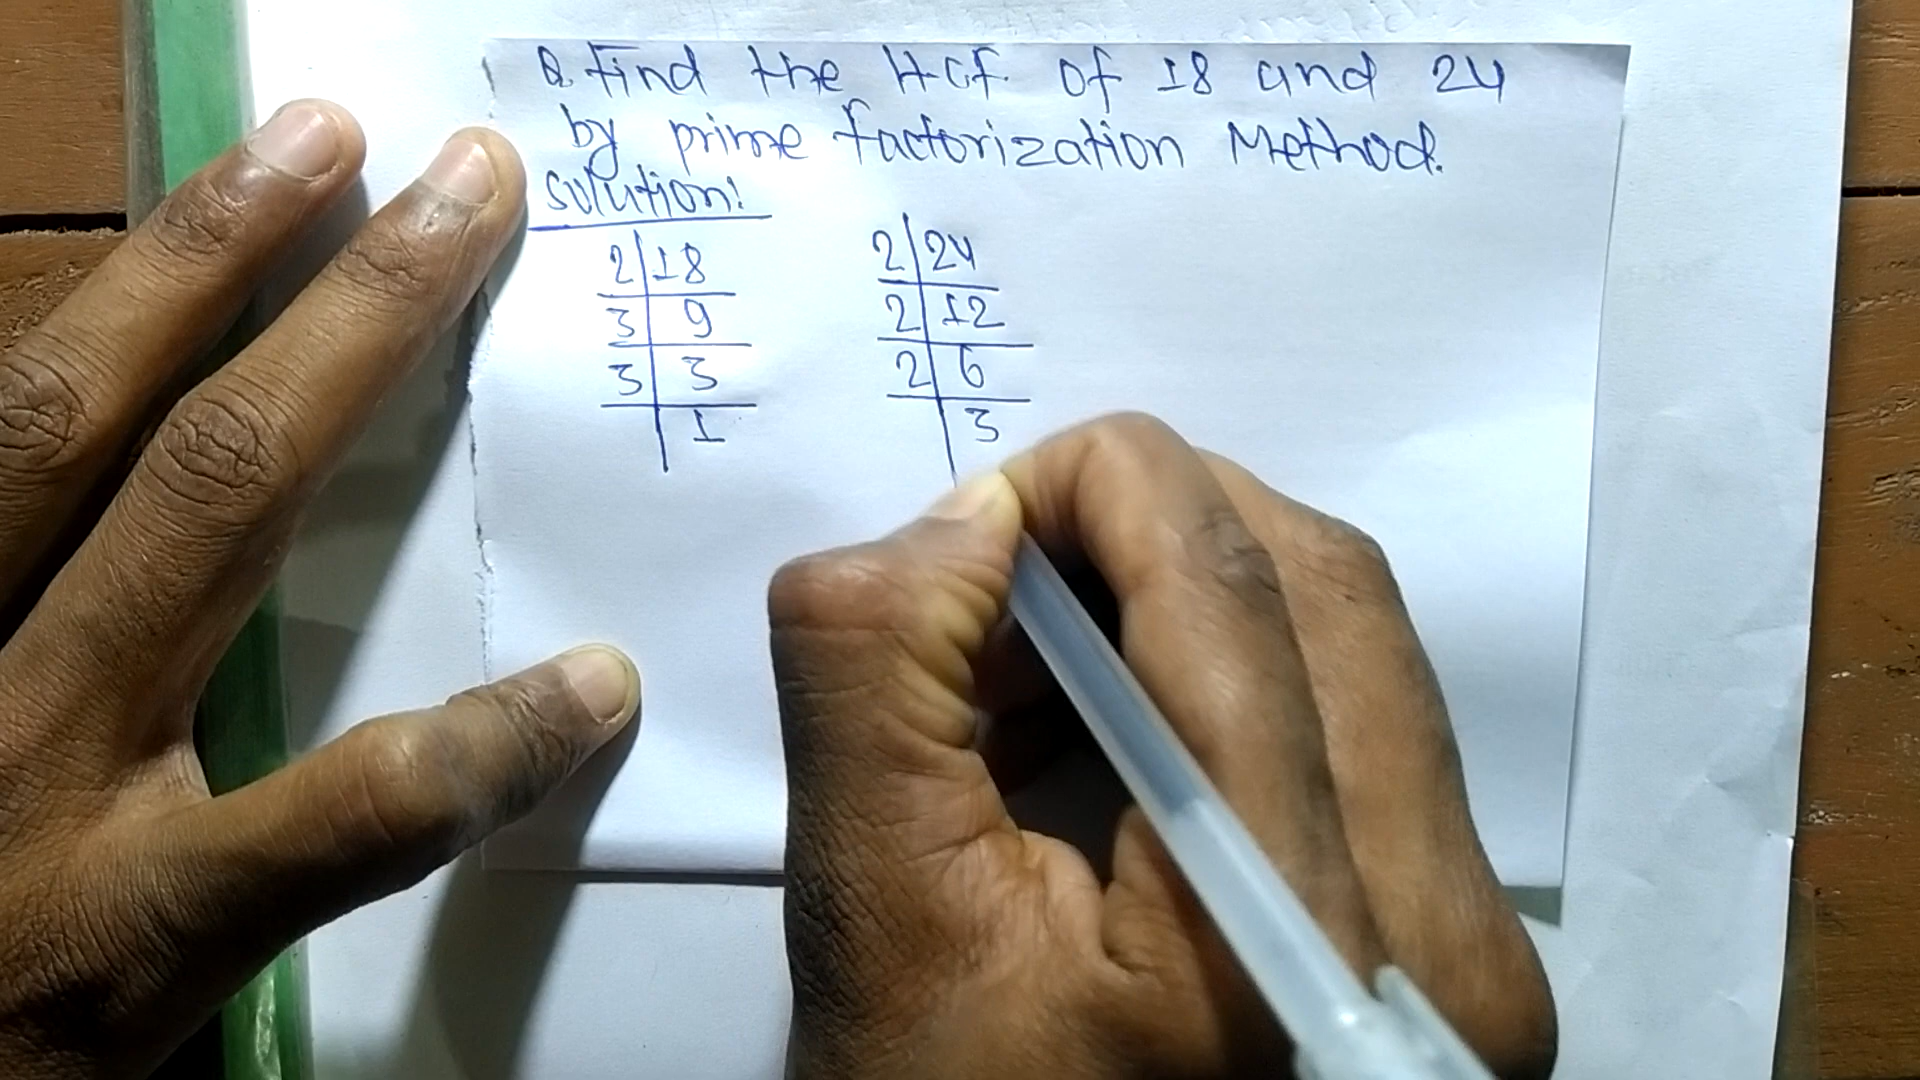 Q. Find the H.C.F. of 18 and 24
by prime factorization Method.
solution:
2 | 18
3 | 9
3 | 3
1
2 | 24
2 | 12
2 | 6
3